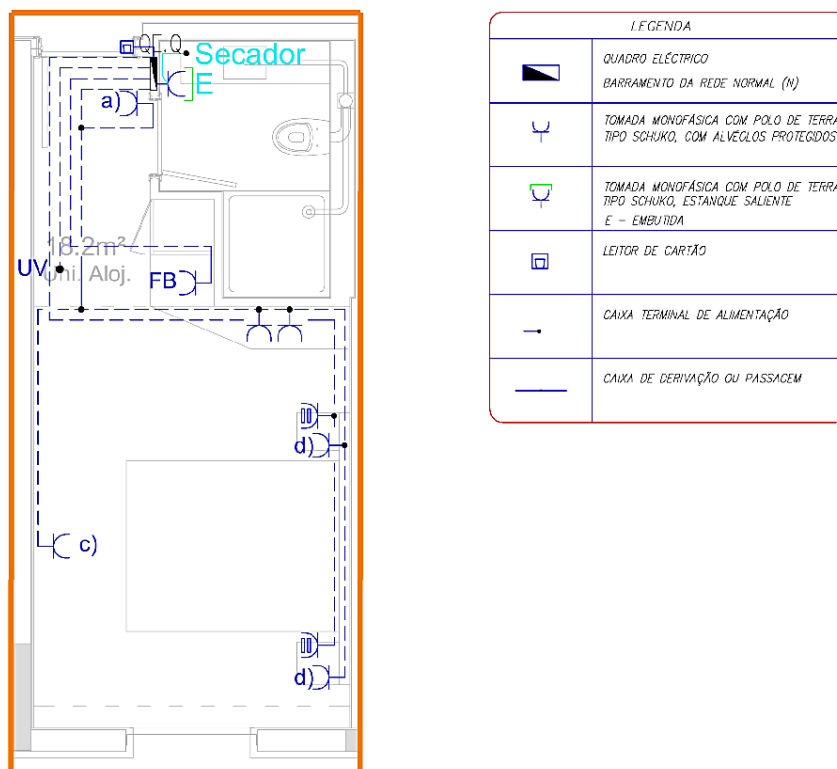 Q.E.Q
Secador
E
a)
18.2m²
Uni. Aloj.
UV
FB
d)
c)
d)
LEGENDA
QUADRO ELÉCTRICO
BARRAMENTO DA REDE NORMAL (N)
TOMADA MONOFÁSICA COM POLO DE TERRA
TIPO SCHUKO, COM ALVÉOLOS PROTEGIDOS
TOMADA MONOFÁSICA COM POLO DE TERRA
TIPO SCHUKO, ESTANQUE SALIENTE
E - EMBUTIDA
LEITOR DE CARTÃO
CAIXA TERMINAL DE ALIMENTAÇÃO
CAIXA DE DERIVAÇÃO OU PASSAGEM